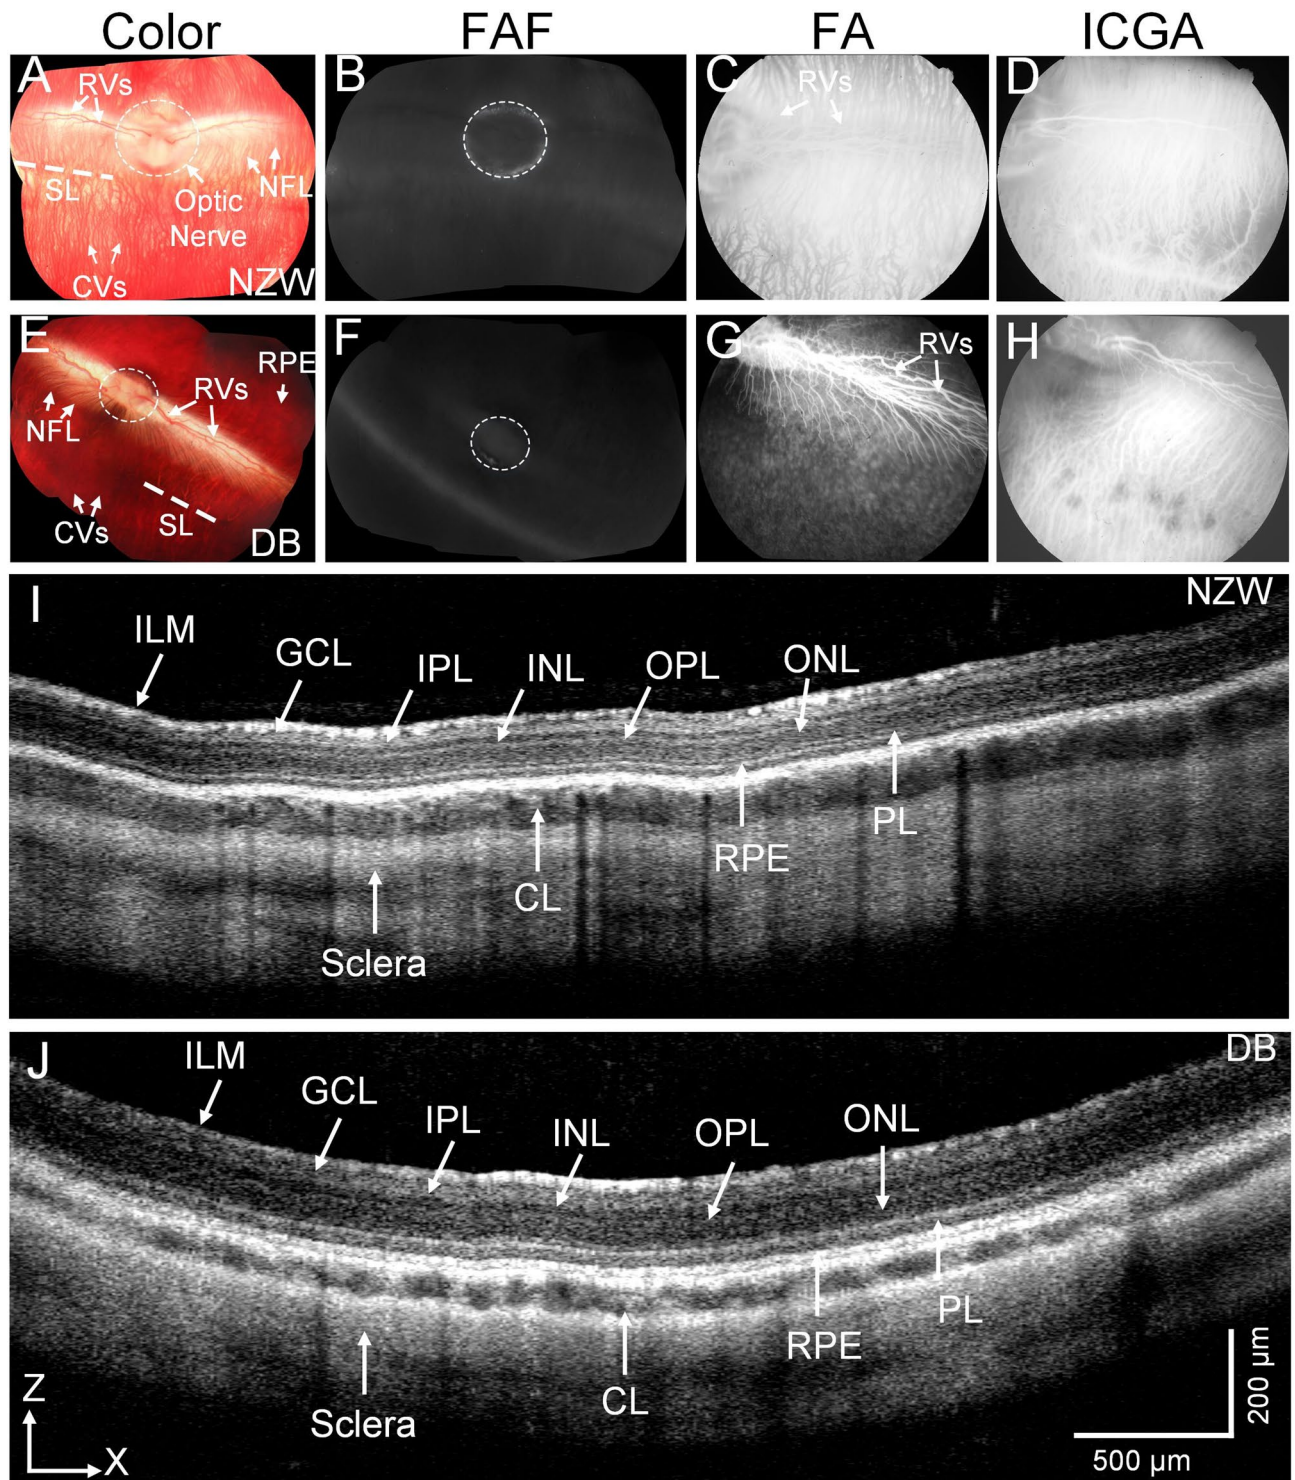 Color FAF FA ICGA
A RVs SL CVs Optic Nerve NFL NZW
B
C RVs
D
E RPE RVs NFL CVs SL DB
F
G RVs
H
I NZW
ILM GCL IPL INL OPL ONL
PL
RPE
CL
Sclera
J DB
ILM GCL IPL INL OPL ONL
PL
RPE
CL
Sclera
Z
X
200 µm
500 µm